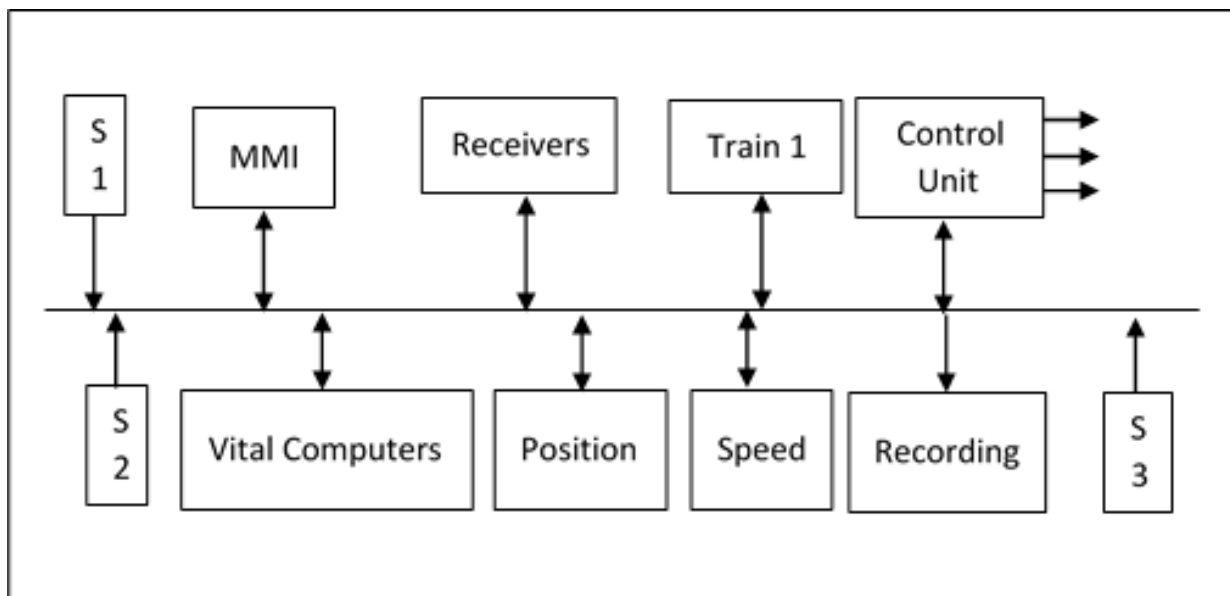 S
1
MMI
Receivers
Train 1
Control
Unit
S
2
Vital Computers
Position
Speed
Recording
S
3